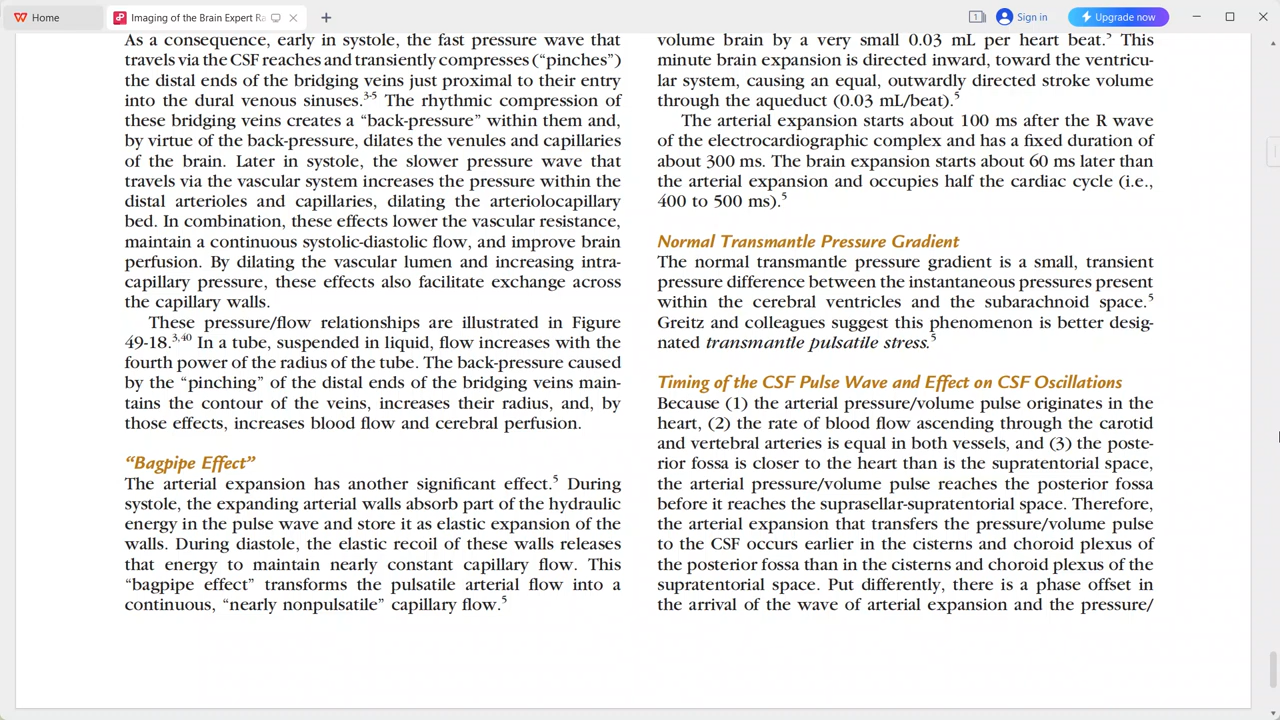 Home
Imaging of the Brain Expert Ra
1
Sign in
Upgrade now
As a consequence, early in systole, the fast pressure wave that
travels via the CSF reaches and transiently compresses (“pinches”)
the distal ends of the bridging veins just proximal to their entry
into the dural venous sinuses.3-5 The rhythmic compression of
these bridging veins creates a “back-pressure” within them and,
by virtue of the back-pressure, dilates the venules and capillaries
of the brain. Later in systole, the slower pressure wave that
travels via the vascular system increases the pressure within the
distal arterioles and capillaries, dilating the arteriolocapillary
bed. In combination, these effects lower the vascular resistance,
maintain a continuous systolic-diastolic flow, and improve brain
perfusion. By dilating the vascular lumen and increasing intra-
capillary pressure, these effects also facilitate exchange across
the capillary walls.
These pressure/flow relationships are illustrated in Figure
49-18.3,40 In a tube, suspended in liquid, flow increases with the
fourth power of the radius of the tube. The back-pressure caused
by the “pinching” of the distal ends of the bridging veins main-
tains the contour of the veins, increases their radius, and, by
those effects, increases blood flow and cerebral perfusion.
“Bagpipe Effect”
The arterial expansion has another significant effect.5 During
systole, the expanding arterial walls absorb part of the hydraulic
energy in the pulse wave and store it as elastic expansion of the
walls. During diastole, the elastic recoil of these walls releases
that energy to maintain nearly constant capillary flow. This
“bagpipe effect” transforms the pulsatile arterial flow into a
continuous, “nearly nonpulsatile” capillary flow.5
volume brain by a very small 0.03 mL per heart beat.5 This
minute brain expansion is directed inward, toward the ventricu-
lar system, causing an equal, outwardly directed stroke volume
through the aqueduct (0.03 mL/beat).5
The arterial expansion starts about 100 ms after the R wave
of the electrocardiographic complex and has a fixed duration of
about 300 ms. The brain expansion starts about 60 ms later than
the arterial expansion and occupies half the cardiac cycle (i.e.,
400 to 500 ms).5
Normal Transmantle Pressure Gradient
The normal transmantle pressure gradient is a small, transient
pressure difference between the instantaneous pressures present
within the cerebral ventricles and the subarachnoid space.5
Greitz and colleagues suggest this phenomenon is better desig-
nated transmantle pulsatile stress.5
Timing of the CSF Pulse Wave and Effect on CSF Oscillations
Because (1) the arterial pressure/volume pulse originates in the
heart, (2) the rate of blood flow ascending through the carotid
and vertebral arteries is equal in both vessels, and (3) the poste-
rior fossa is closer to the heart than is the supratentorial space,
the arterial pressure/volume pulse reaches the posterior fossa
before it reaches the suprasellar-supratentorial space. Therefore,
the arterial expansion that transfers the pressure/volume pulse
to the CSF occurs earlier in the cisterns and choroid plexus of
the posterior fossa than in the cisterns and choroid plexus of the
supratentorial space. Put differently, there is a phase offset in
the arrival of the wave of arterial expansion and the pressure/